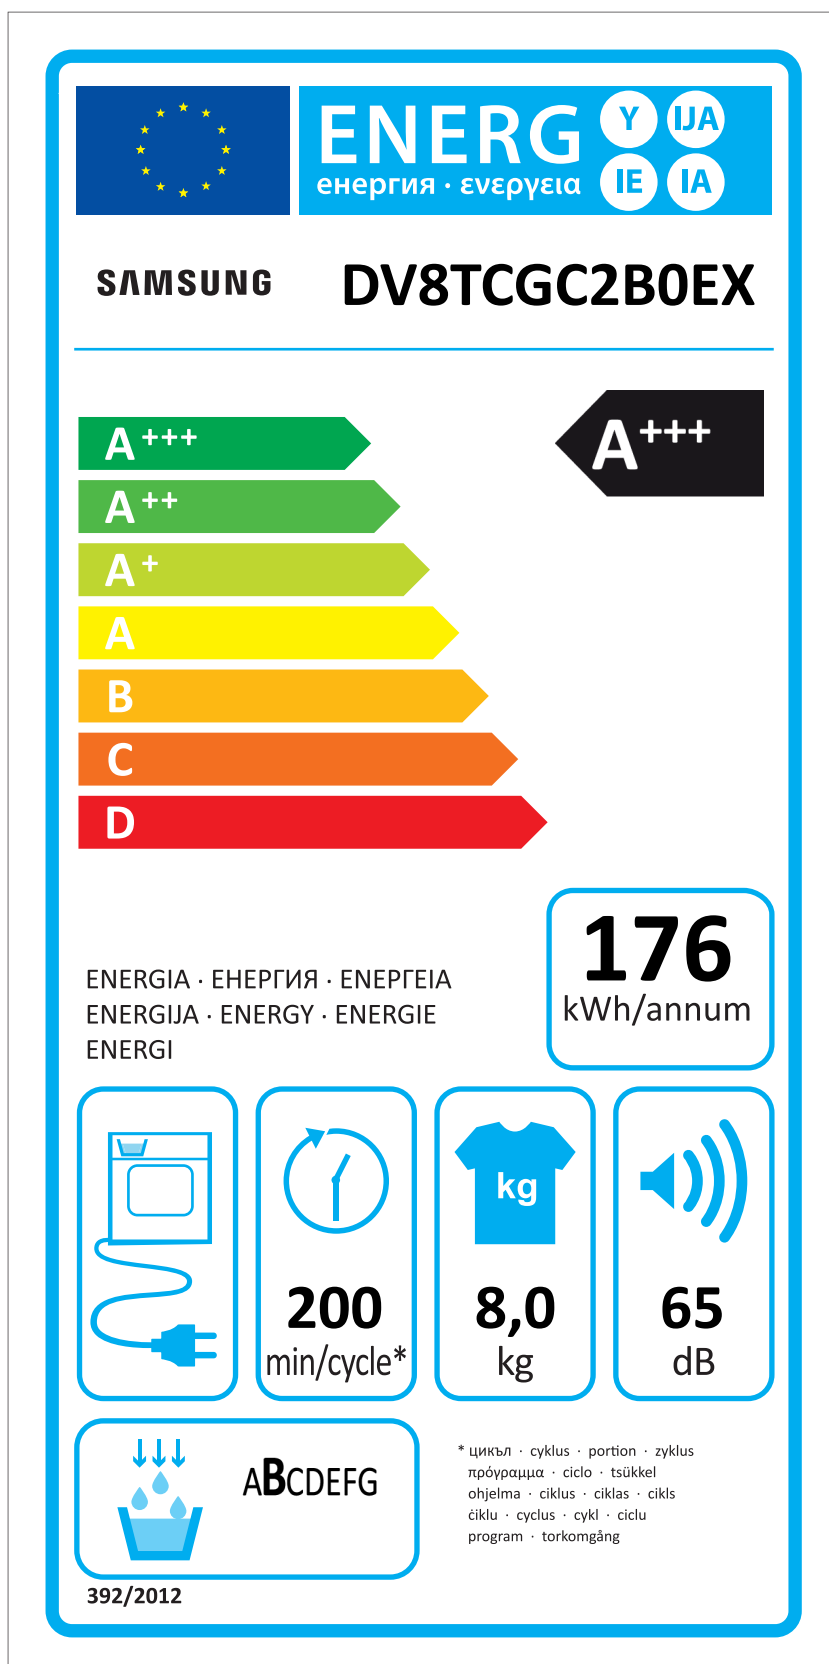 ENERG Y IJA
енергия · ενεργεια IE IA
SAMSUNG DV8TCGC2B0EX
A+++ A+++
A++
A+
A
B
C
D
176
kWh/annum
ENERGIA · ЕНЕРГИЯ · ΕΝΕΡΓΕΙΑ
ENERGIJA · ENERGY · ENERGIE
ENERGI
kg
200
min/cycle*
8,0
kg
65
dB
ABCDEFG
* цикъл · cyklus · portion · zyklus
πρόγραμμα · ciclo · tsükkel
ohjelma · ciklus · ciklas · cikls
ċiklu · cyclus · cykl · ciclu
program · torkomgång
392/2012